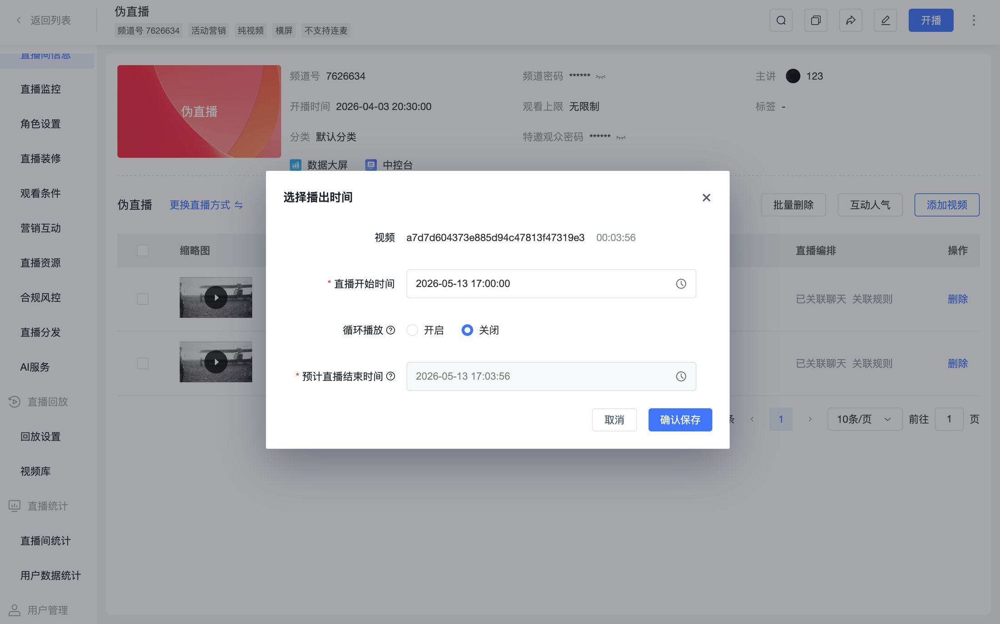 返回列表
伪直播
频道号 7626634 活动营销 纯视频 横屏 不支持连麦
开播
直播间信息
直播监控
角色设置
直播装修
观看条件
营销互动
直播资源
合规风控
直播分发
AI服务
直播回放
回放设置
视频库
直播统计
直播间统计
用户数据统计
用户管理
伪直播
频道号 7626634
频道密码 ******
主讲 123
开播时间 2026-04-03 20:30:00
观看上限 无限制
标签 -
分类 默认分类
特邀观众密码 ******
数据大屏 中控台
伪直播 更换直播方式
批量删除 互动人气 添加视频
缩略图 直播编排 操作
已关联聊天 关联规则 删除
已关联聊天 关联规则 删除
条 1 10条/页 前往 1 页
选择播出时间
视频 a7d7d604373e885d94c47813f47319e3 00:03:56
* 直播开始时间 2026-05-13 17:00:00
循环播放 开启 关闭
* 预计直播结束时间 2026-05-13 17:03:56
取消 确认保存